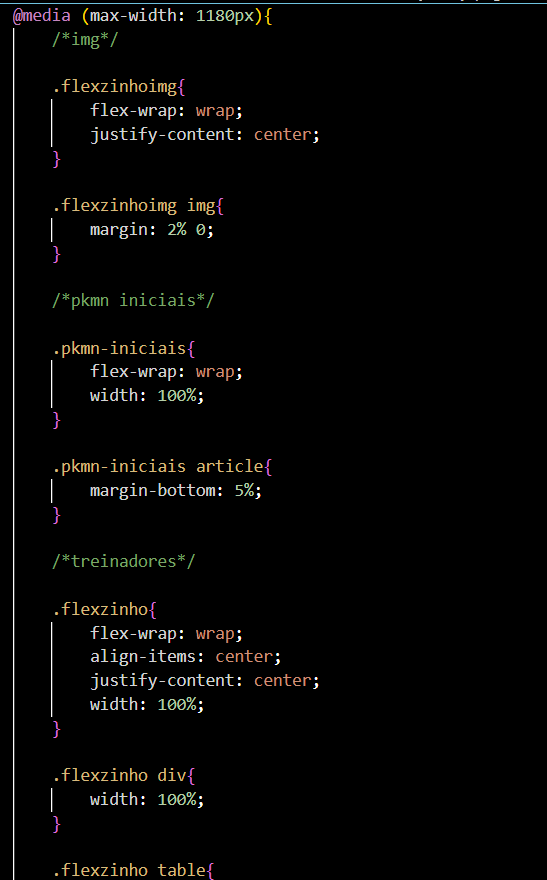 @media (max-width: 1180px){
/*img*/
.flexzinhoimg{
flex-wrap: wrap;
justify-content: center;
}
.flexzinhoimg img{
margin: 2% 0;
}
/*pkmn iniciais*/
.pkmn-iniciais{
flex-wrap: wrap;
width: 100%;
}
.pkmn-iniciais article{
margin-bottom: 5%;
}
/*treinadores*/
.flexzinho{
flex-wrap: wrap;
align-items: center;
justify-content: center;
width: 100%;
}
.flexzinho div{
width: 100%;
}
.flexzinho table{